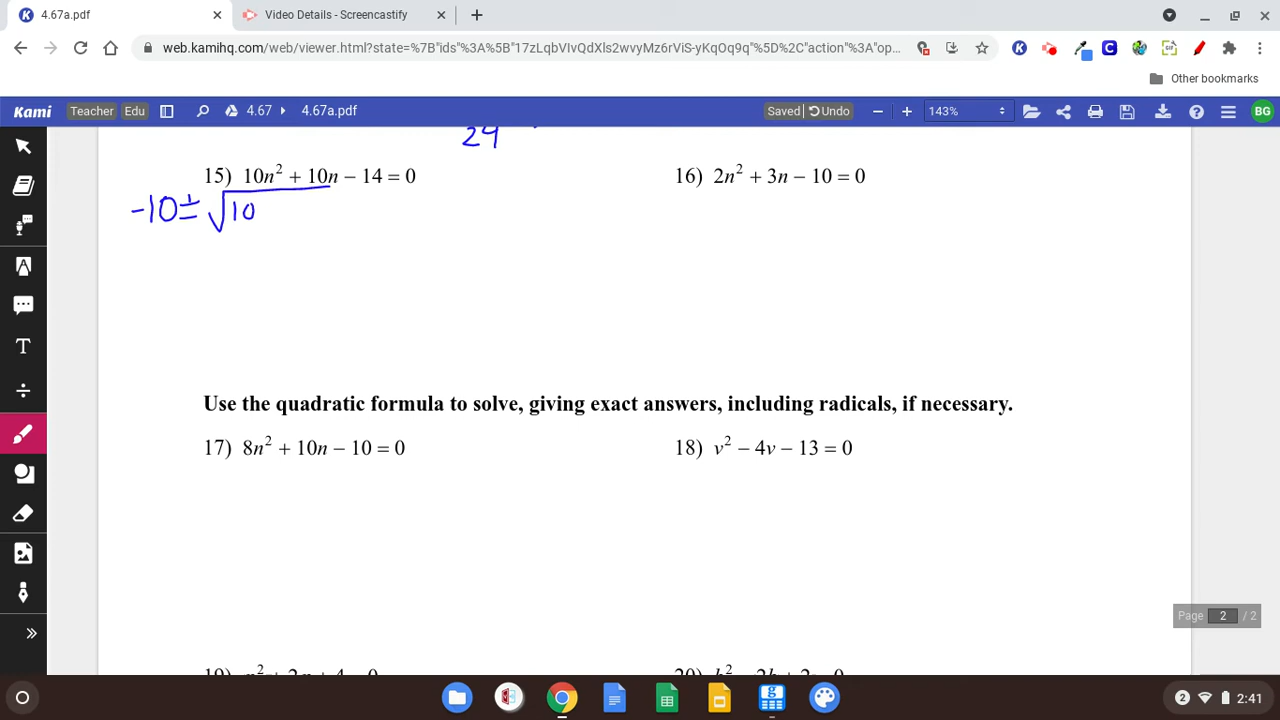 4.67a.pdf
Video Details - Screencastify
web.kamihq.com/web/viewer.html?state=%7B"ids"%3A%5B"17zLqbVIvQdXls2wvyMz6rViS-yKqOq9q"%5D%2C"action"%3A"op...
Other bookmarks
Kami Teacher Edu 4.67 4.67a.pdf Saved Undo 143% BG
24
15) 10n² + 10n − 14 = 0
16) 2n² + 3n − 10 = 0
-10 ± √10
Use the quadratic formula to solve, giving exact answers, including radicals, if necessary.
17) 8n² + 10n − 10 = 0
18) v² − 4v − 13 = 0
Page 2 / 2
19)
20)
2 2:41